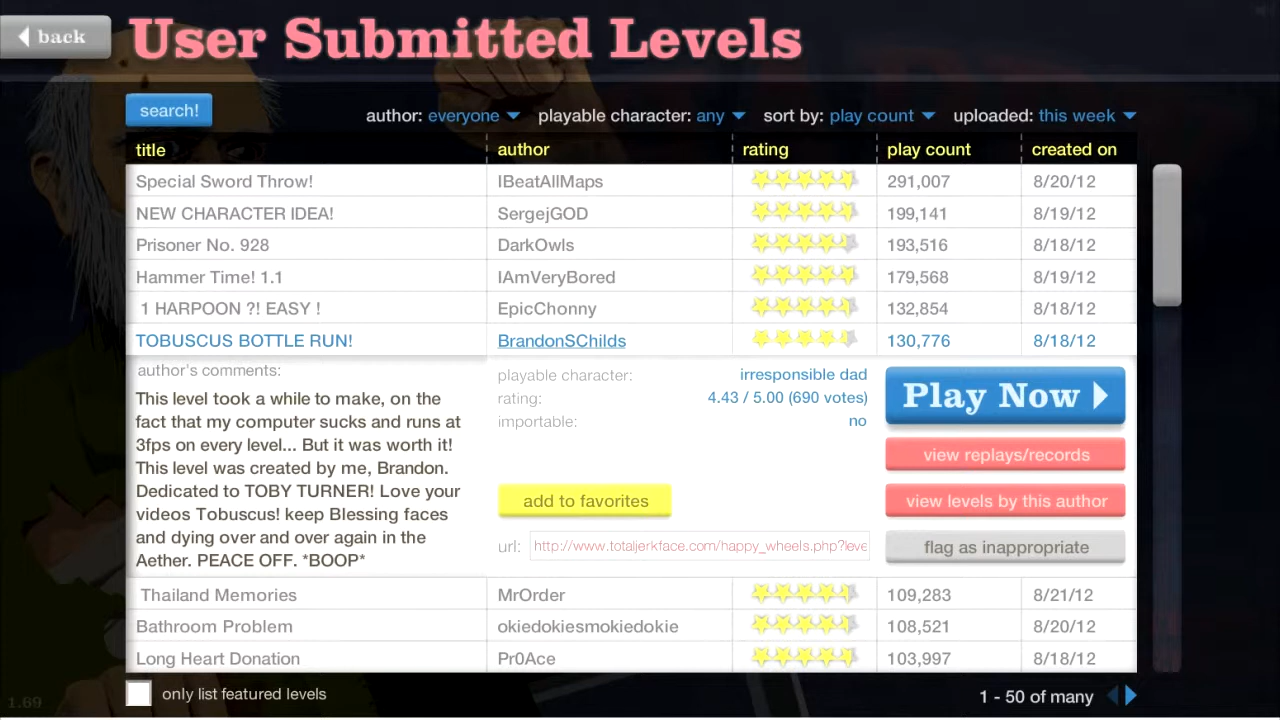 back
User Submitted Levels
search!
author: everyone playable character: any sort by: play count uploaded: this week
title author rating play count created on
Special Sword Throw! IBeatAllMaps 291,007 8/20/12
NEW CHARACTER IDEA! SergejGOD 199,141 8/19/12
Prisoner No. 928 DarkOwls 193,516 8/18/12
Hammer Time! 1.1 IAmVeryBored 179,568 8/19/12
1 HARPOON ?! EASY ! EpicChonny 132,854 8/18/12
TOBUSCUS BOTTLE RUN! BrandonSChilds 130,776 8/18/12
author's comments:
This level took a while to make, on the
fact that my computer sucks and runs at
3fps on every level... But it was worth it!
This level was created by me, Brandon.
Dedicated to TOBY TURNER! Love your
videos Tobuscus! keep Blessing faces
and dying over and over again in the
Aether. PEACE OFF. *BOOP*
playable character: irresponsible dad
rating: 4.43 / 5.00 (690 votes)
importable: no
add to favorites
url: http://www.totaljerkface.com/happy_wheels.php?leve
Play Now
view replays/records
view levels by this author
flag as inappropriate
Thailand Memories MrOrder 109,283 8/21/12
Bathroom Problem okiedokiesmokiedokie 108,521 8/20/12
Long Heart Donation Pr0Ace 103,997 8/18/12
only list featured levels
1 - 50 of many
1.69